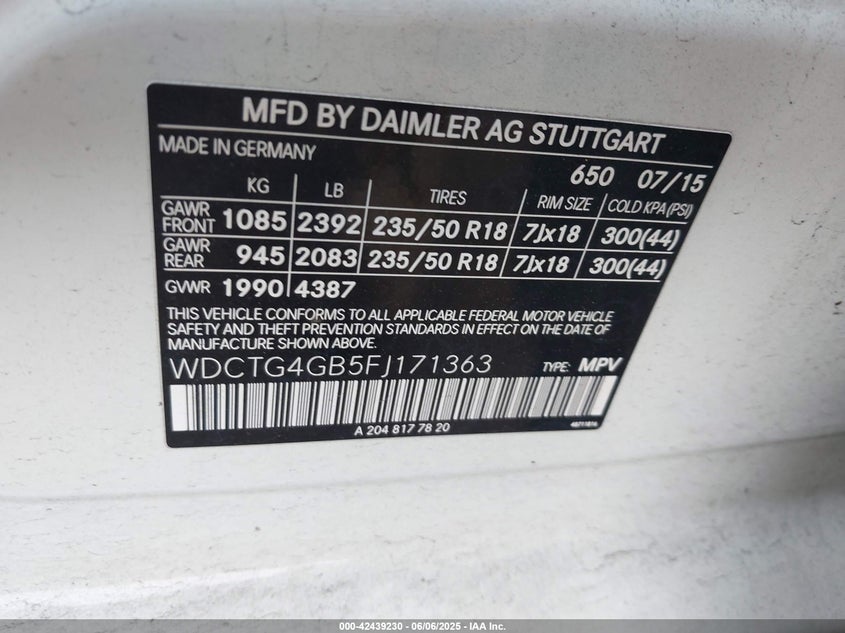 MFD BY DAIMLER AG STUTTGART
MADE IN GERMANY 650 07/15
KG LB TIRES RIM SIZE COLD KPA (PSI)
GAWR FRONT 1085 2392 235/50 R18 7Jx18 300(44)
GAWR REAR 945 2083 235/50 R18 7Jx18 300(44)
GVWR 1990 4387
THIS VEHICLE CONFORMS TO ALL APPLICABLE FEDERAL MOTOR VEHICLE
SAFETY AND THEFT PREVENTION STANDARDS IN EFFECT ON THE DATE OF
MANUFACTURE SHOWN ABOVE.
WDCTG4GB5FJ171363 TYPE: MPV
A 204 817 78 20
000-42439230 - 06/06/2025 - IAA Inc.